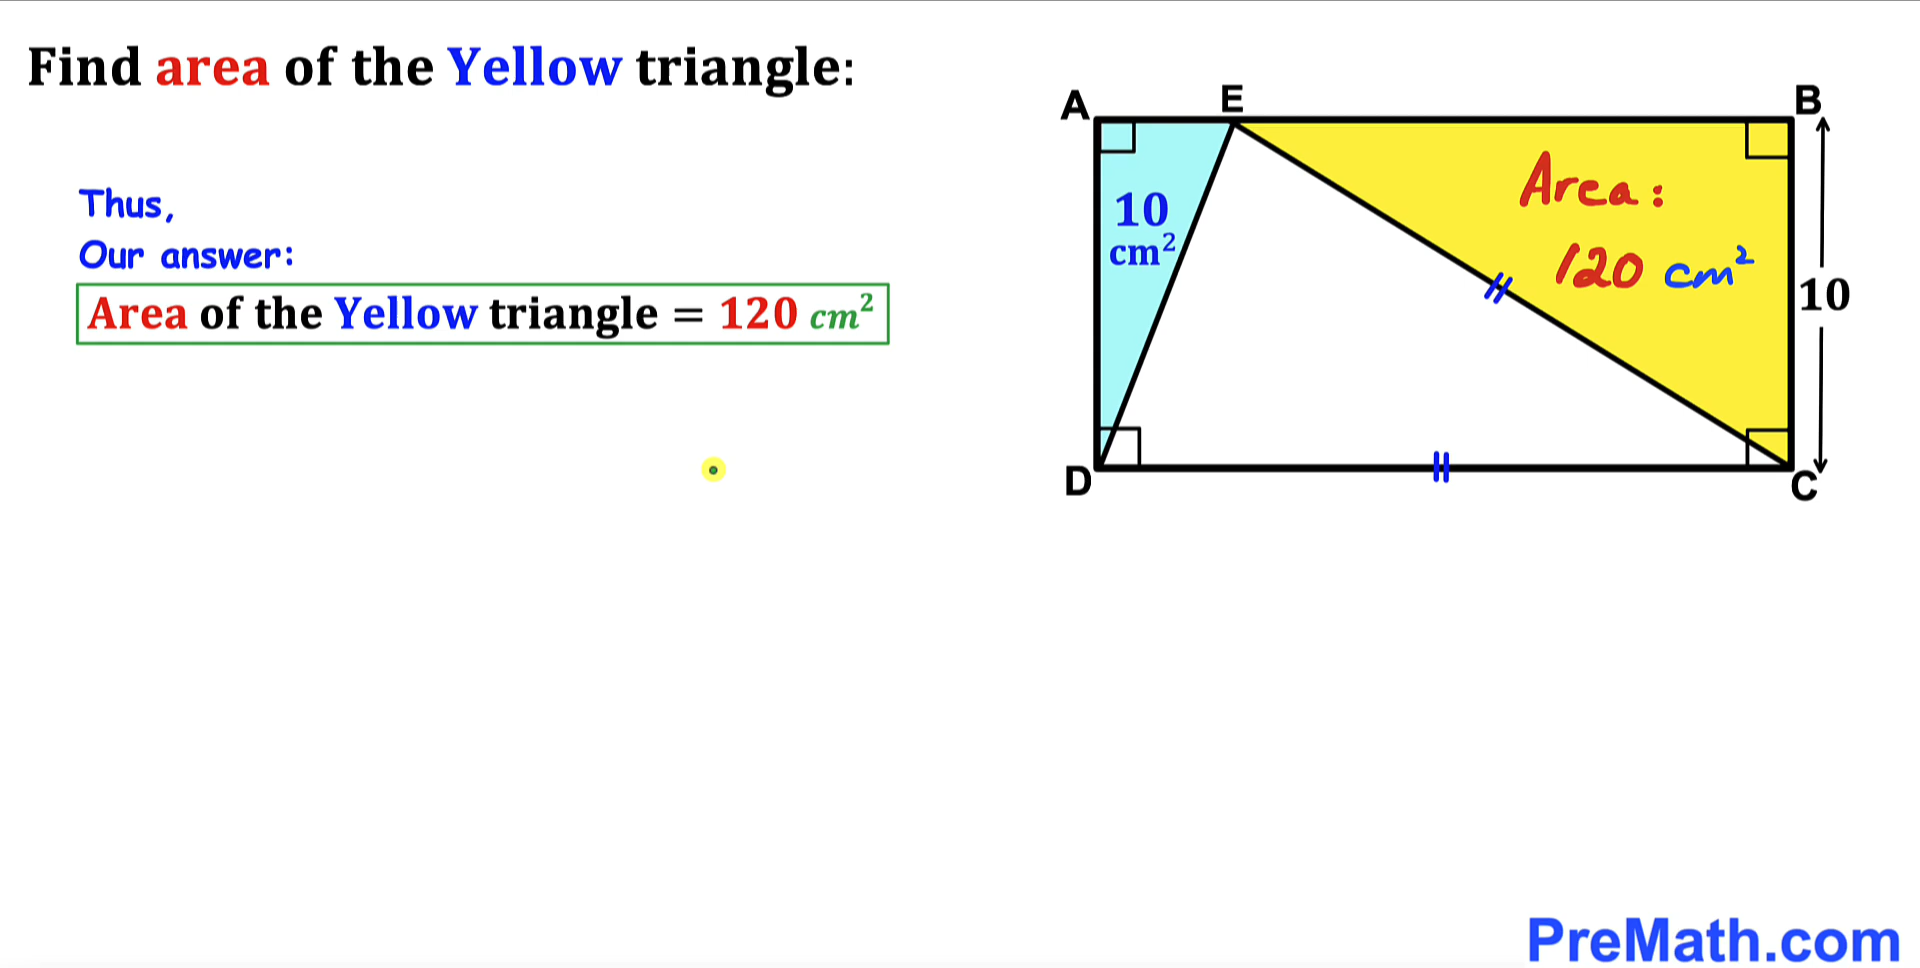 Find area of the Yellow triangle:
Thus,
Our answer:
Area of the Yellow triangle = 120 cm²
A
E
B
10
cm²
Area:
120 cm²
10
D
C
PreMath.com